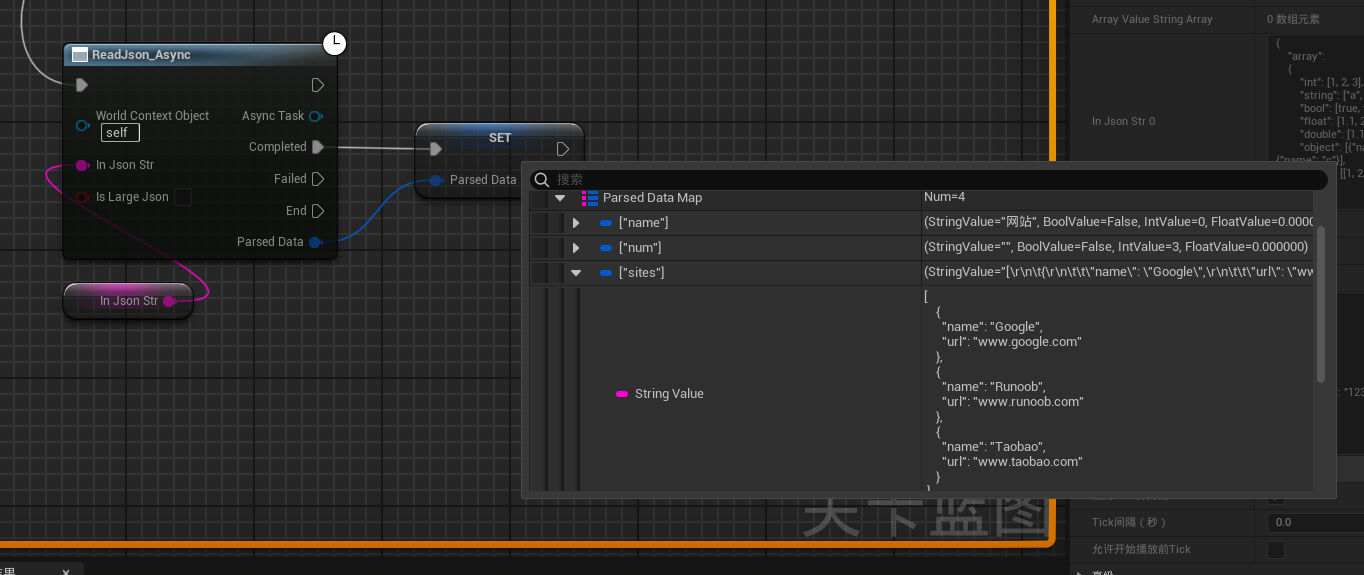 ReadJson_Async
World Context Object
self
Async Task
Completed
In Json Str
Failed
Is Large Json
End
Parsed Data
In Json Str
SET
Parsed Data
搜索
Parsed Data Map
Num=4
["name"]
(StringValue="网站", BoolValue=False, IntValue=0, FloatValue=0.0000
["num"]
(StringValue="", BoolValue=False, IntValue=3, FloatValue=0.000000)
["sites"]
(StringValue="[\r\n\t{\r\n\t\t\"name\": \"Google\",\r\n\t\t\"url\": \"ww
String Value
[
{
"name": "Google",
"url": "www.google.com"
},
{
"name": "Runoob",
"url": "www.runoob.com"
},
{
"name": "Taobao",
"url": "www.taobao.com"
}
关卡蓝图
Array Value String Array
0 数组元素
In Json Str 0
{
"array":
{
"int": [1, 2, 3],
"string": ["a",
"bool": [true,
"float": [1.1, 2
"double": [1.1
"object": [{"na
{"name": "c"}],
[[1, 2,
"123
Tick间隔（秒）
0.0
允许开始播放前Tick
高级